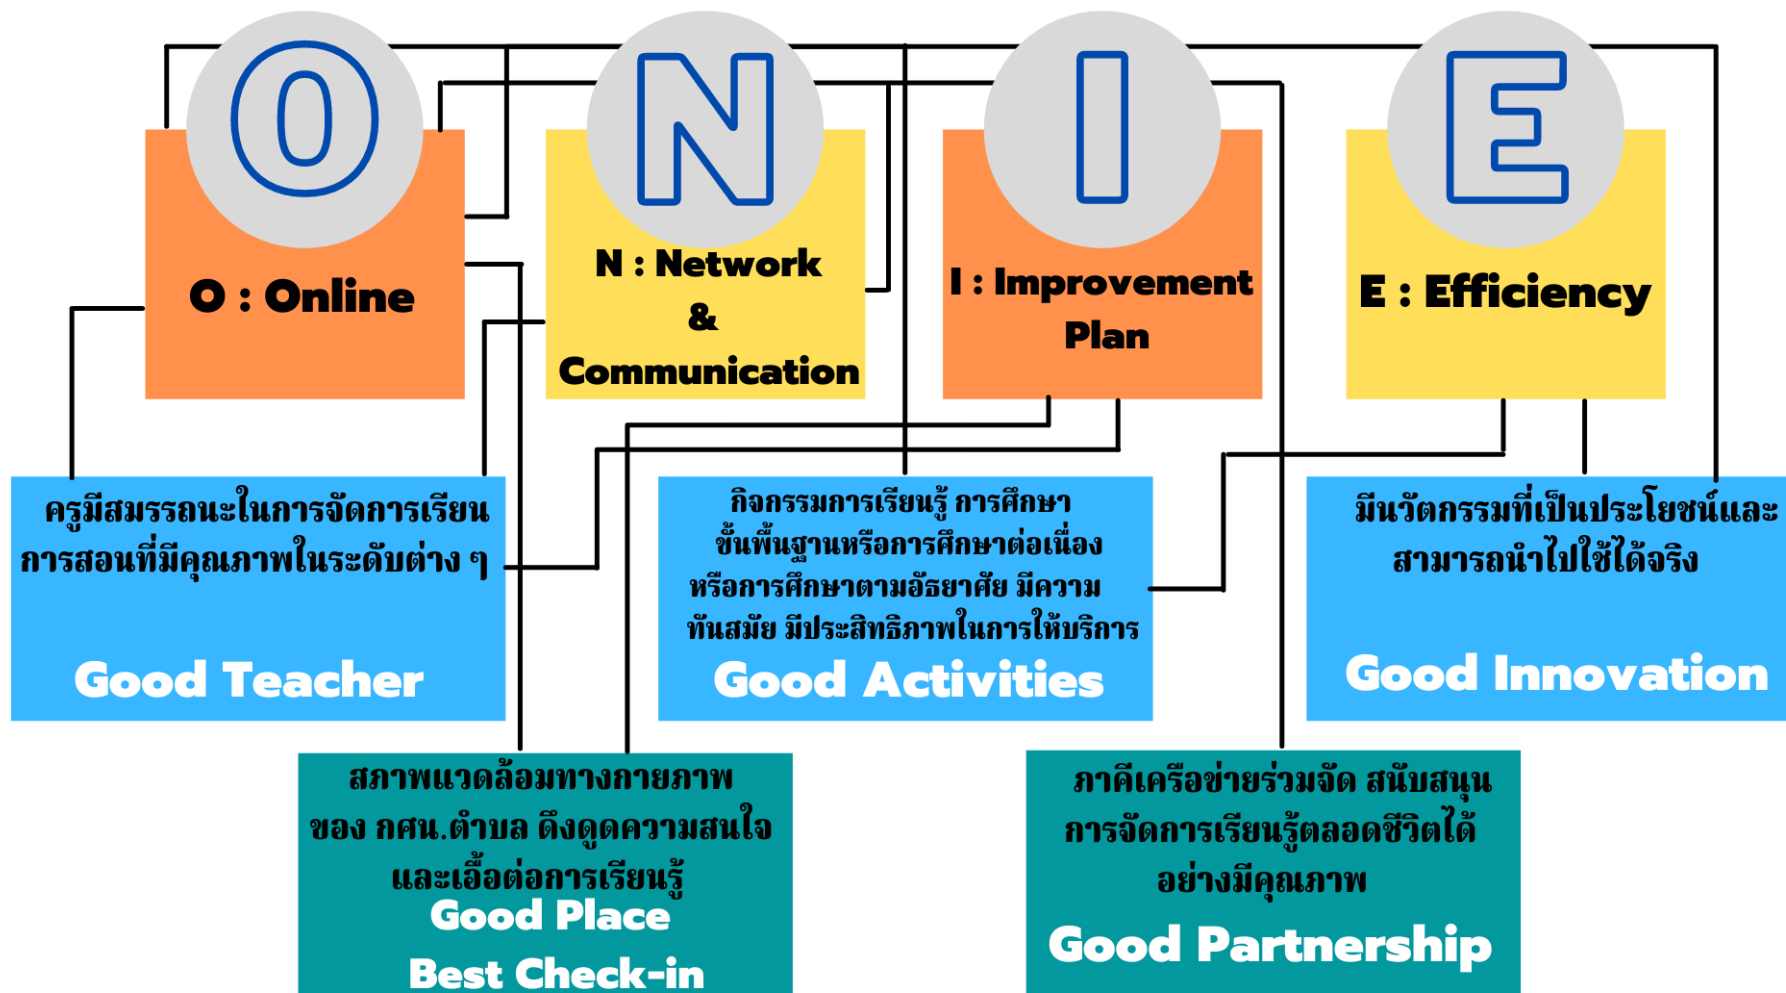 O
N
I
E
O : Online
N : Network
&
Communication
I : Improvement
Plan
E : Efficiency
ครูมีสมรรถนะในการจัดการเรียน
การสอนที่มีคุณภาพในระดับต่าง ๆ
Good Teacher
กิจกรรมการเรียนรู้ การศึกษา
ขั้นพื้นฐานหรือการศึกษาต่อเนื่อง
หรือการศึกษาตามอัธยาศัย มีความ
ทันสมัย มีประสิทธิภาพในการให้บริการ
Good Activities
มีนวัตกรรมที่เป็นประโยชน์และ
สามารถนำไปใช้ได้จริง
Good Innovation
สภาพแวดล้อมทางกายภาพ
ของ กศน.ตำบล ดึงดูดความสนใจ
และเอื้อต่อการเรียนรู้
Good Place
Best Check-in
ภาคีเครือข่ายร่วมจัด สนับสนุน
การจัดการเรียนรู้ตลอดชีวิตได้
อย่างมีคุณภาพ
Good Partnership